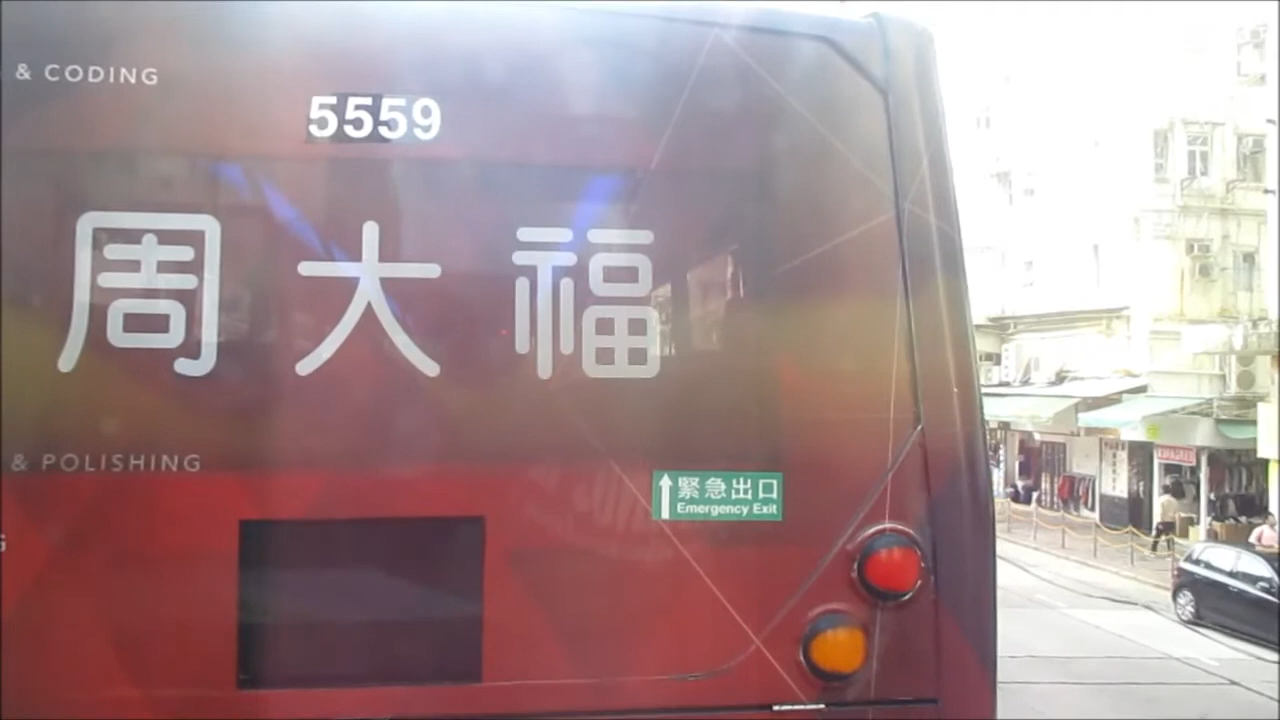 & CODING
5559
周大福
& POLISHING
緊急出口
Emergency Exit
G